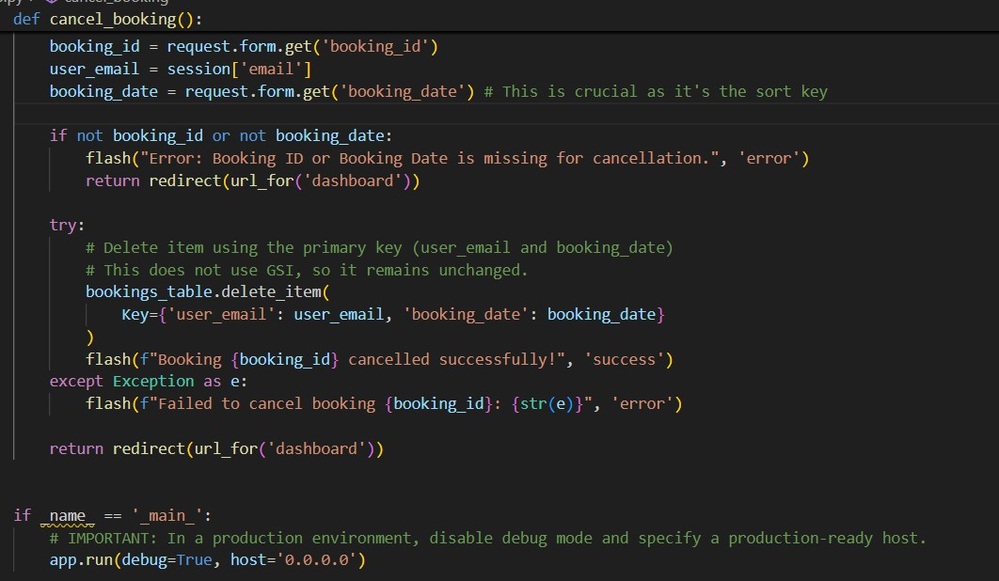 def cancel_booking():
    booking_id = request.form.get('booking_id')
    user_email = session['email']
    booking_date = request.form.get('booking_date') # This is crucial as it's the sort key
    if not booking_id or not booking_date:
        flash("Error: Booking ID or Booking Date is missing for cancellation.", 'error')
        return redirect(url_for('dashboard'))
    try:
        # Delete item using the primary key (user_email and booking_date)
        # This does not use GSI, so it remains unchanged.
        bookings_table.delete_item(
            Key={'user_email': user_email, 'booking_date': booking_date}
        )
        flash(f"Booking {booking_id} cancelled successfully!", 'success')
    except Exception as e:
        flash(f"Failed to cancel booking {booking_id}: {str(e)}", 'error')
    return redirect(url_for('dashboard'))
if _name_ == '_main_':
    # IMPORTANT: In a production environment, disable debug mode and specify a production-ready host.
    app.run(debug=True, host='0.0.0.0')